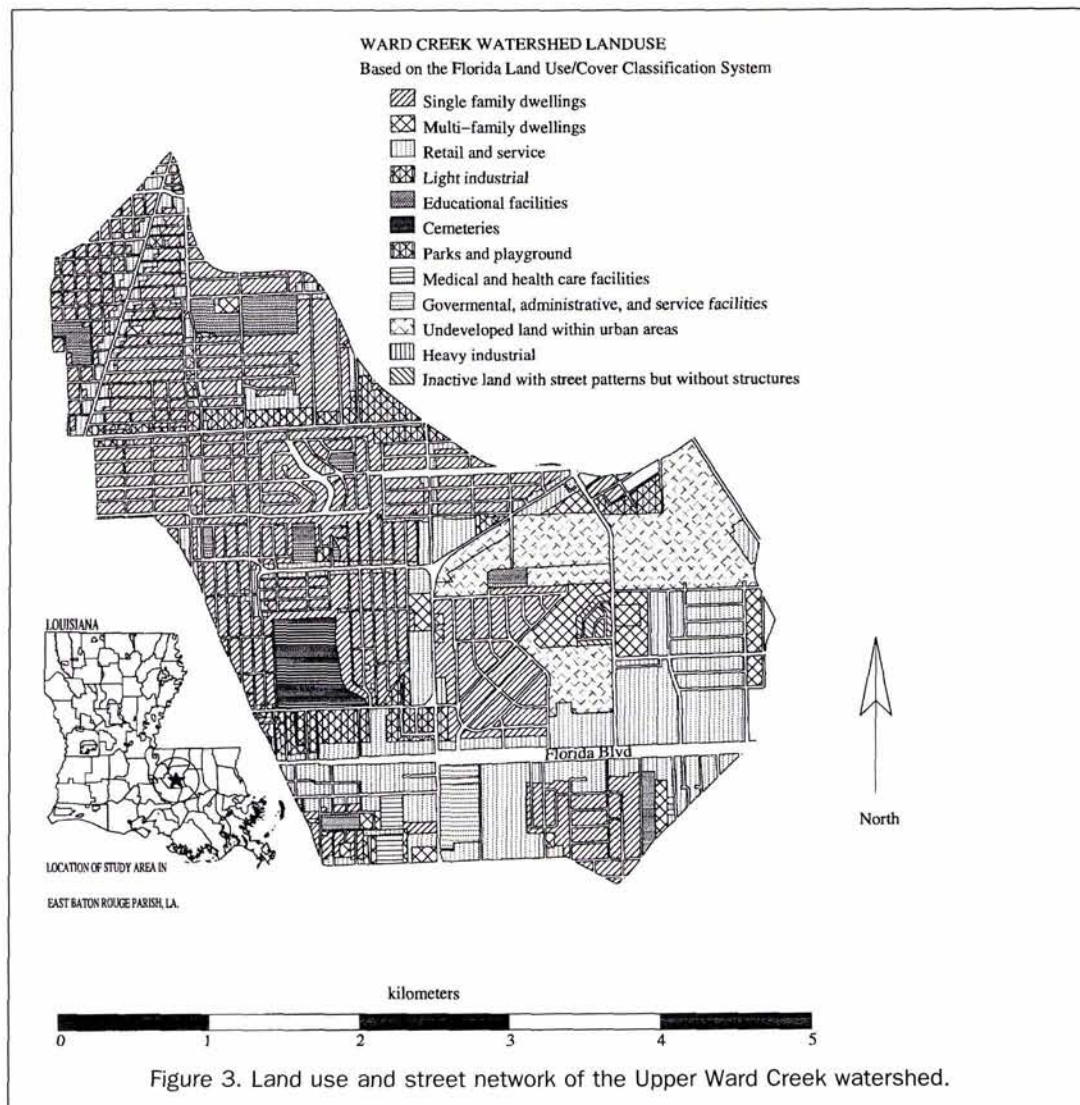 WARD CREEK WATERSHED LANDUSE
Based on the Florida Land Use/Cover Classification System
Single family dwellings
Multi-family dwellings
Retail and service
Light industrial
Educational facilities
Cemeteries
Parks and playground
Medical and health care facilities
Govermental, administrative, and service facilities
Undeveloped land within urban areas
Heavy industrial
Inactive land with street patterns but without structures
Florida Blvd
LOUISIANA
LOCATION OF STUDY AREA IN
EAST BATON ROUGE PARISH, LA.
North
kilometers
0 1 2 3 4 5
Figure 3. Land use and street network of the Upper Ward Creek watershed.